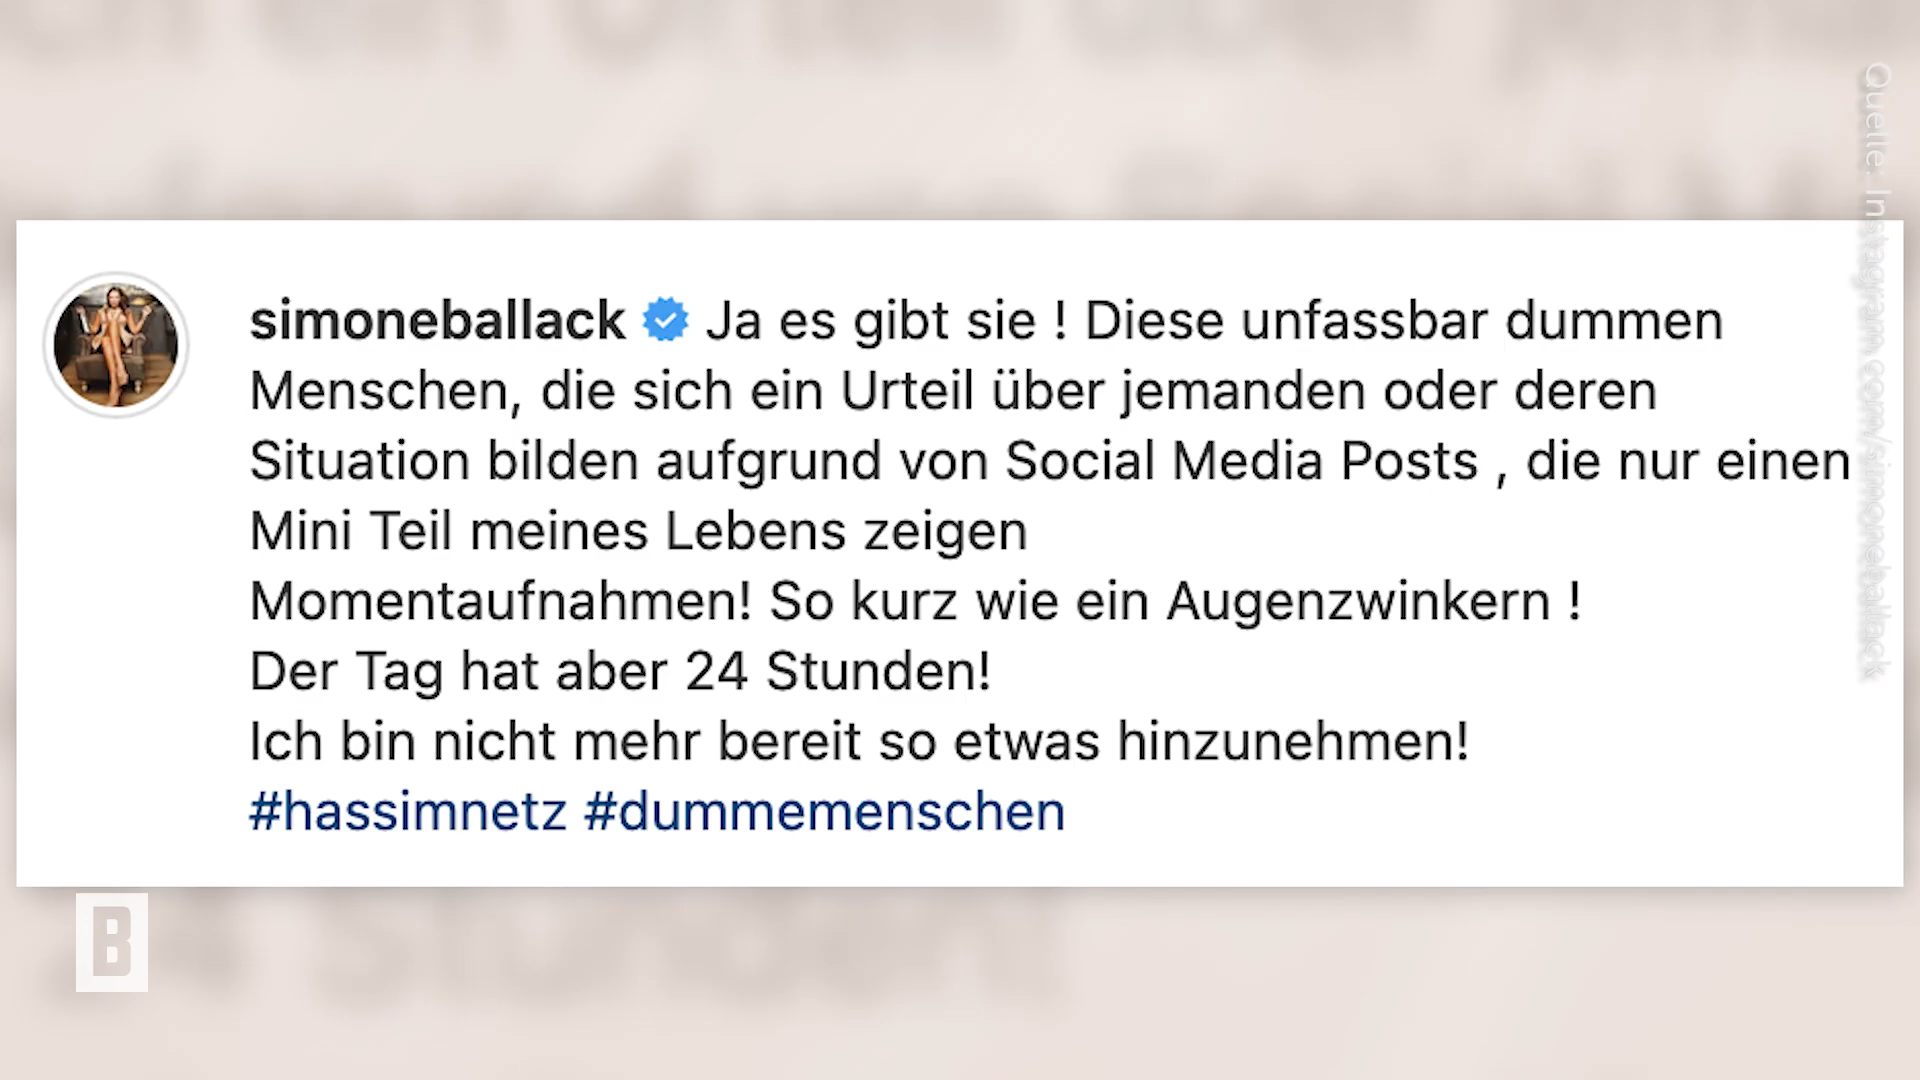 simoneballack Ja es gibt sie ! Diese unfassbar dummen
Menschen, die sich ein Urteil über jemanden oder deren
Situation bilden aufgrund von Social Media Posts , die nur einen
Mini Teil meines Lebens zeigen
Momentaufnahmen! So kurz wie ein Augenzwinkern !
Der Tag hat aber 24 Stunden!
Ich bin nicht mehr bereit so etwas hinzunehmen!
#hassimnetz #dummemenschen
Quelle: Instagram.com/simoneballack
B